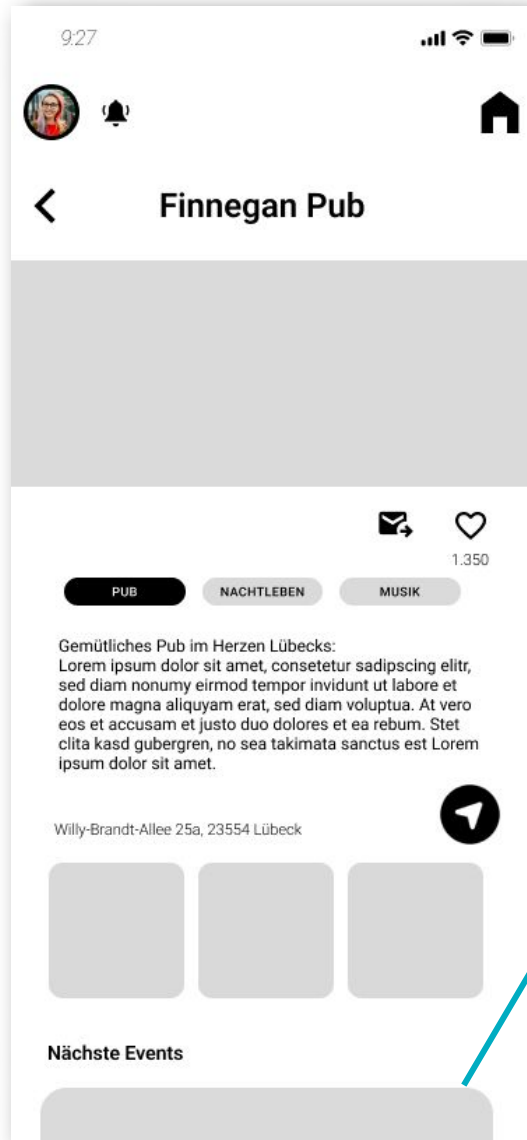 9:27
Finnegan Pub
1.350
PUB NACHTLEBEN MUSIK
Gemütliches Pub im Herzen Lübecks:
Lorem ipsum dolor sit amet, consetetur sadipscing elitr,
sed diam nonumy eirmod tempor invidunt ut labore et
dolore magna aliquyam erat, sed diam voluptua. At vero
eos et accusam et justo duo dolores et ea rebum. Stet
clita kasd gubergren, no sea takimata sanctus est Lorem
ipsum dolor sit amet.
Willy-Brandt-Allee 25a, 23554 Lübeck
Nächste Events